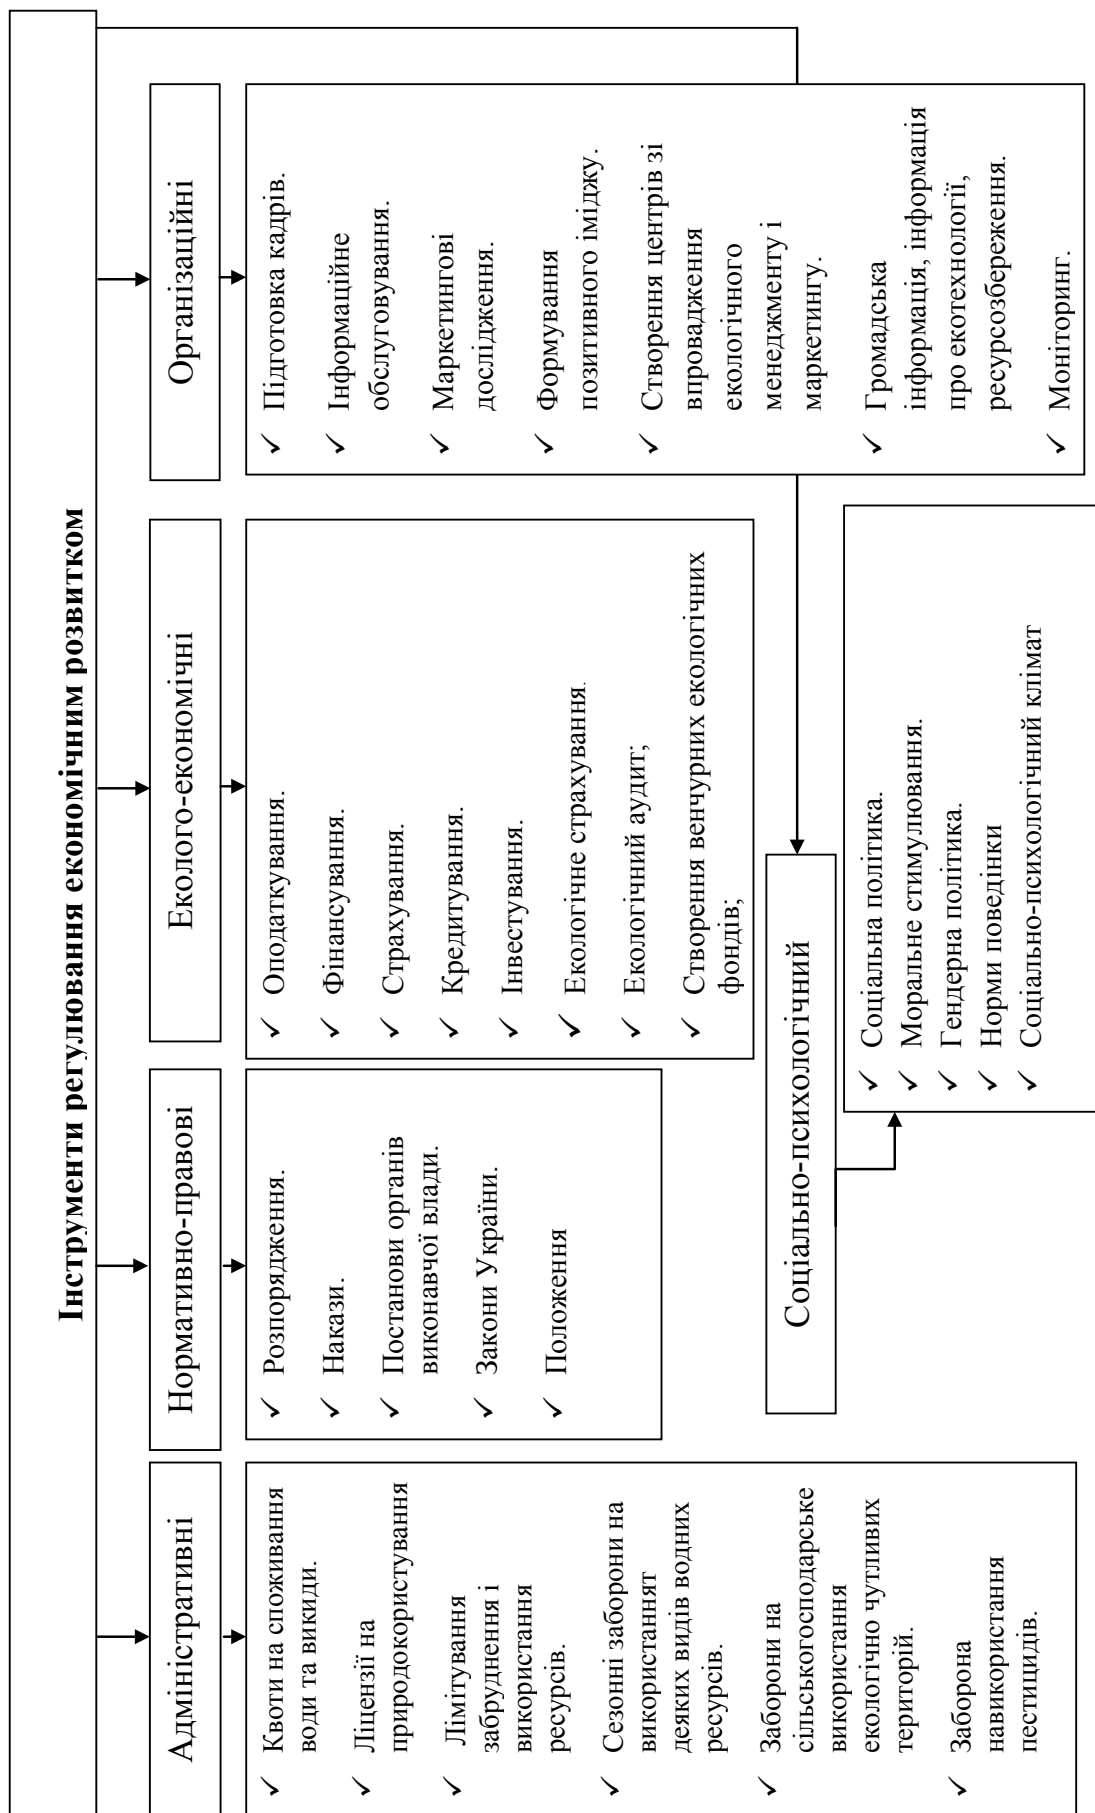 Інструменти регулювання економічним розвитком
Адміністративні
✓ Квоти на споживання
води та викиди.
✓ Ліцензії на
природокористування
✓ Лімітування
забруднення і
використання
ресурсів.
✓ Сезонні заборони на
використаннят
деяких видів водних
ресурсів.
✓ Заборони на
сільськогосподарське
використання
екологічно чутливих
територій.
✓ Заборона
навикористання
пестицидів.
Нормативно-правові
✓ Розпорядження.
✓ Накази.
✓ Постанови органів
виконавчої влади.
✓ Закони України.
✓ Положення
Еколого-економічні
✓ Оподаткування.
✓ Фінансування.
✓ Страхування.
✓ Кредитування.
✓ Інвестування.
✓ Екологічне страхування.
✓ Екологічний аудит;
✓ Створення венчурних екологічних
фондів;
Організаційні
✓ Підготовка кадрів.
✓ Інформаційне
обслуговування.
✓ Маркетингові
дослідження.
✓ Формування
позитивного іміджу.
✓ Створення центрів зі
впровадження
екологічного
менеджменту і
маркетингу.
✓ Громадська
інформація, інформація
про екотехнології,
ресурсозбереження.
✓ Моніторинг.
Соціально-психологічний
✓ Соціальна політика.
✓ Моральне стимулювання.
✓ Гендерна політика.
✓ Норми поведінки
✓ Соціально-психологічний клімат